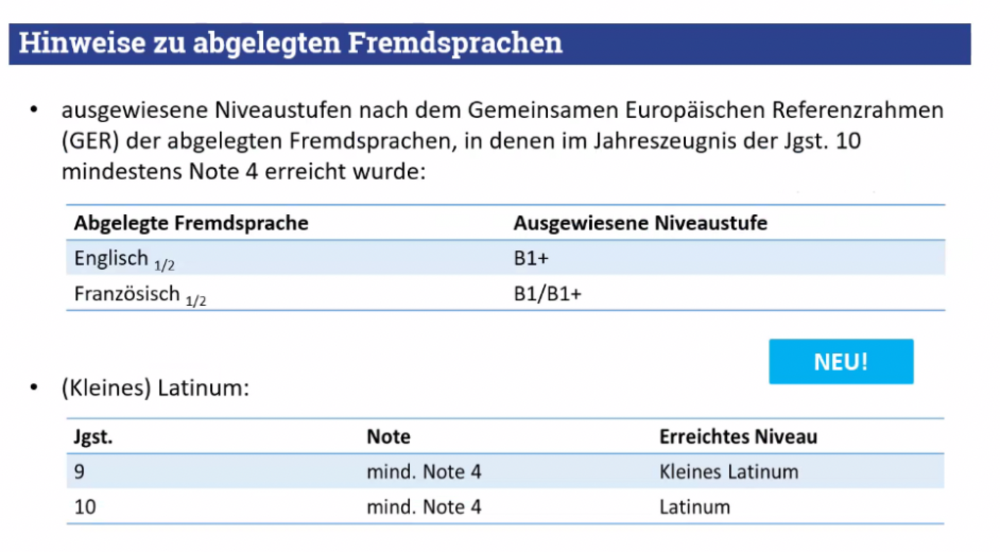 Hinweise zu abgelegten Fremdsprachen
• ausgewiesene Niveaustufen nach dem Gemeinsamen Europäischen Referenzrahmen
(GER) der abgelegten Fremdsprachen, in denen im Jahreszeugnis der Jgst. 10
mindestens Note 4 erreicht wurde:
Abgelegte Fremdsprache Ausgewiesene Niveaustufe
Englisch 1/2 B1+
Französisch 1/2 B1/B1+
NEU!
• (Kleines) Latinum:
Jgst. Note Erreichtes Niveau
9 mind. Note 4 Kleines Latinum
10 mind. Note 4 Latinum